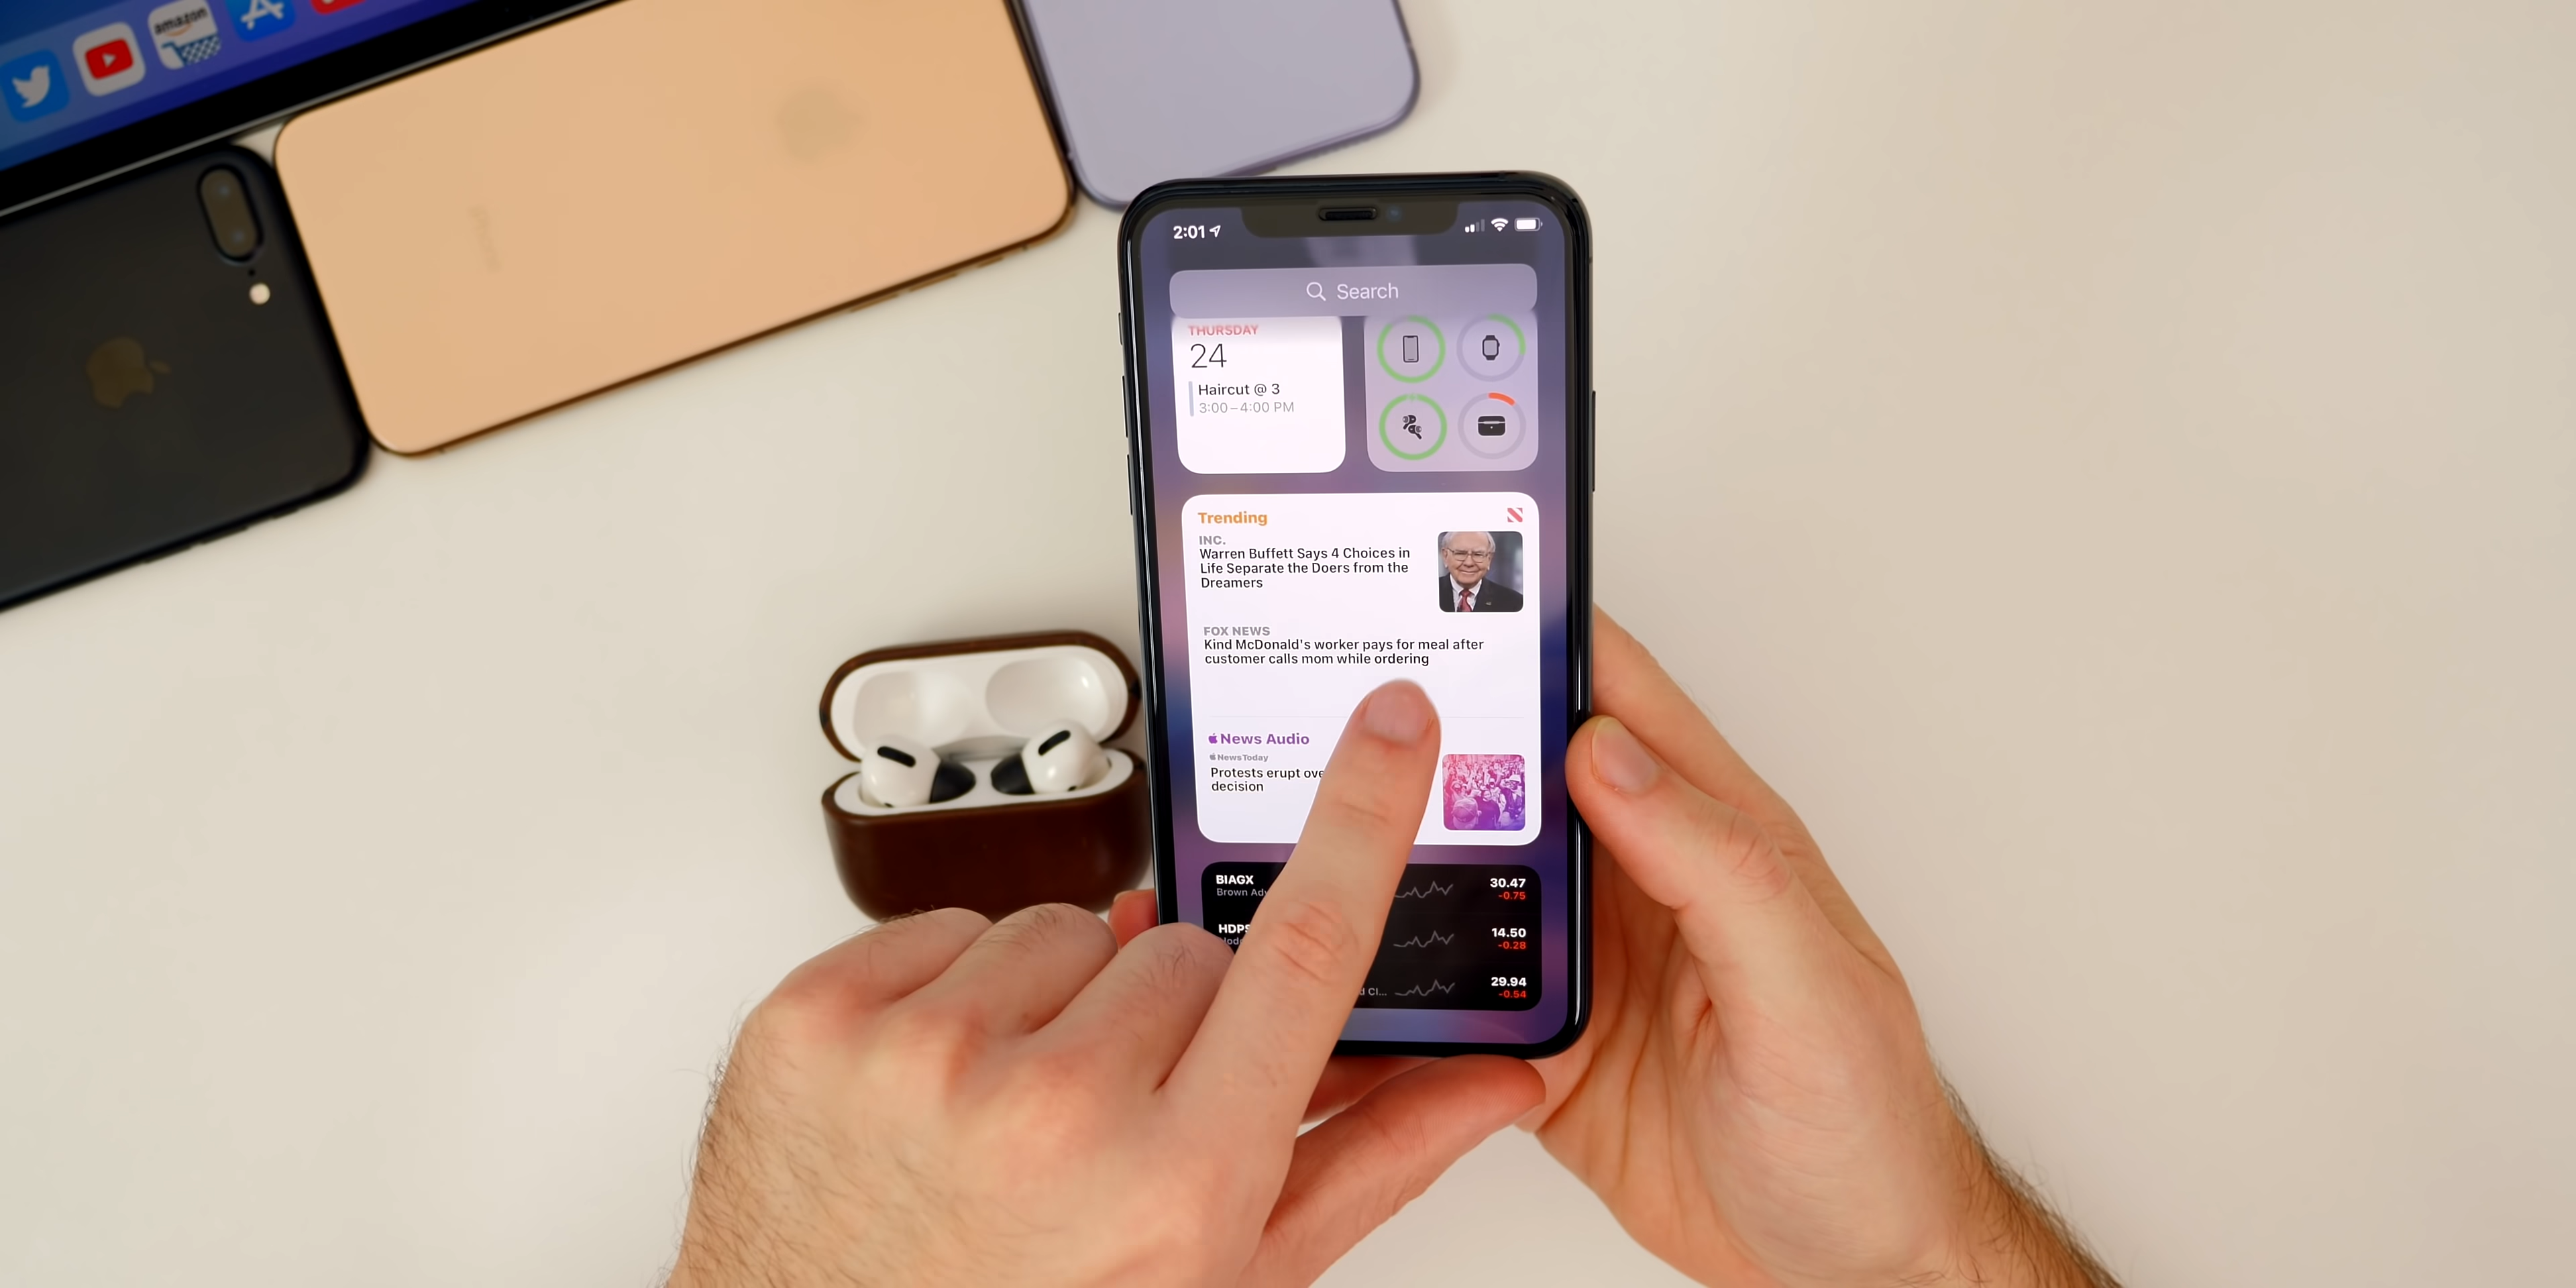 amazon
iPhone
2:01
Search
THURSDAY
24
Haircut @ 3
3:00–4:00 PM
Trending
INC.
Warren Buffett Says 4 Choices in
Life Separate the Doers from the
Dreamers
FOX NEWS
Kind McDonald's worker pays for meal after
customer calls mom while ordering
News Audio
News Today
Protests erupt
decision
BIAGX
Brown
30.47
-0.75
14.50
-0.28
29.94
-0.54